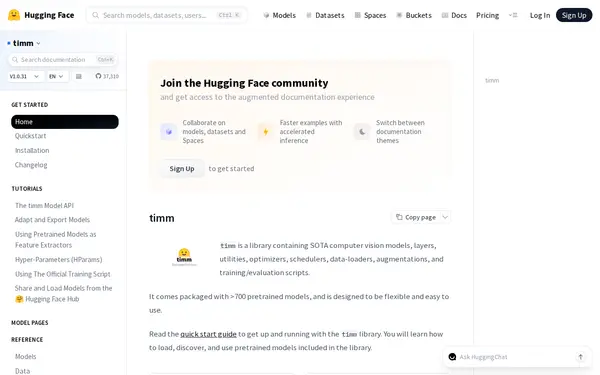 Hugging Face
Search models, datasets, users... Ctrl K
Models
Datasets
Spaces
Buckets
Docs
Pricing
Log In
Sign Up
timm
Search documentation Ctrl+K
V1.0.31
EN
37,310
GET STARTED
Home
Quickstart
Installation
Changelog
TUTORIALS
The timm Model API
Adapt and Export Models
Using Pretrained Models as
Feature Extractors
Hyper-Parameters (HParams)
Using The Official Training Script
Share and Load Models from the
🤗 Hugging Face Hub
MODEL PAGES
REFERENCE
Models
Data
Join the Hugging Face community
and get access to the augmented documentation experience
Collaborate on
models, datasets and
Spaces
Faster examples with
accelerated
inference
Switch between
documentation
themes
Sign Up to get started
timm
Copy page
timm
timm is a library containing SOTA computer vision models, layers,
utilities, optimizers, schedulers, data-loaders, augmentations, and
training/evaluation scripts.
It comes packaged with >700 pretrained models, and is designed to be flexible and easy to
use.
Read the quick start guide to get up and running with the timm library. You will learn how
to load, discover, and use pretrained models included in the library.
timm
Ask HuggingChat